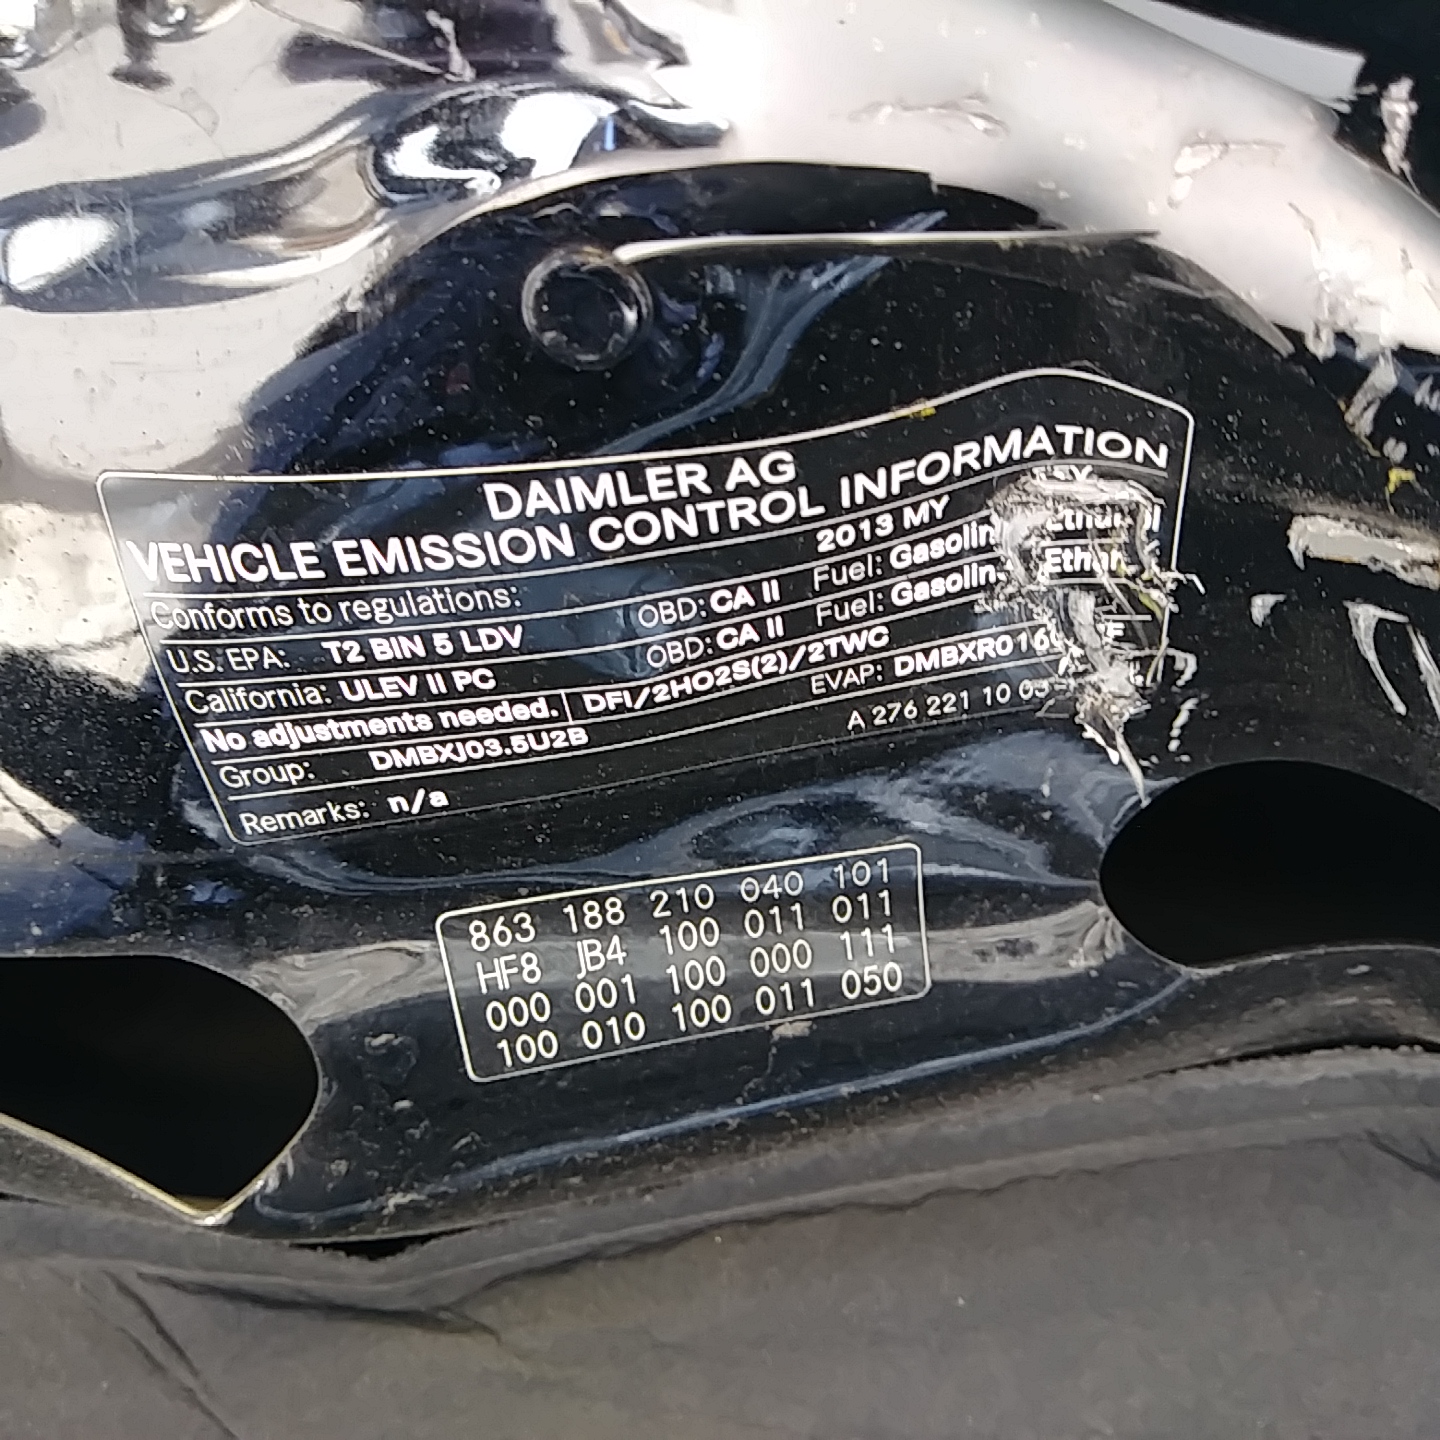 DAIMLER AG
VEHICLE EMISSION CONTROL INFORMATION
Conforms to regulations: 2013 MY
U.S. EPA: T2 BIN 5 LDV OBD: CA II Fuel: Gasolin
California: ULEV II PC OBD: CA II Fuel: Gasolin
No adjustments needed. DFI/2HO2S(2)/2TWC
Group: DMBXJ03.5U2B EVAP: DMBXR016
Remarks: n/a A 276 221 10
863 188 210 040 101
HF8 JB4 100 011 011
000 001 100 000 111
100 010 100 011 050